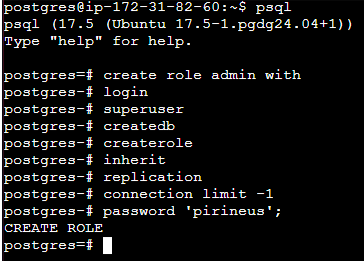 postgres@ip-172-31-82-60:~$ psql
psql (17.5 (Ubuntu 17.5-1.pgdg24.04+1))
Type "help" for help.
postgres=# create role admin with
postgres-# login
postgres-# superuser
postgres-# createdb
postgres-# createrole
postgres-# inherit
postgres-# replication
postgres-# connection limit -1
postgres-# password 'pirineus';
CREATE ROLE
postgres=#